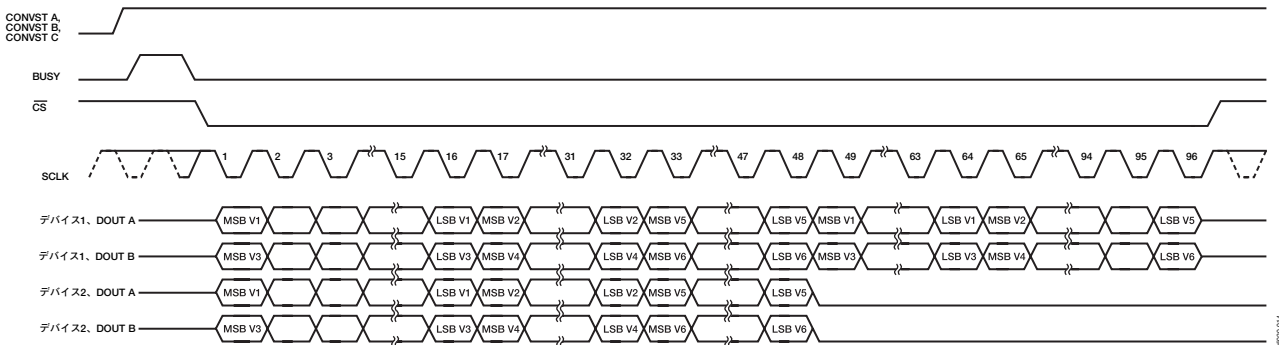 CONVST A,
CONVST B,
CONVST C
BUSY
CS
SCLK
1 2 3 15 16 17 31 32 33 47 48 49 63 64 65 94 95 96
デバイス1、DOUT A
MSB V1 LSB V1 MSB V2 LSB V2 MSB V5 LSB V5 MSB V1 LSB V1 MSB V2 LSB V5
デバイス1、DOUT B
MSB V3 LSB V3 MSB V4 LSB V4 MSB V6 LSB V6 MSB V3 LSB V3 MSB V4 LSB V6
デバイス2、DOUT A
MSB V1 LSB V1 MSB V2 LSB V2 MSB V5 LSB V5
デバイス2、DOUT B
MSB V3 LSB V3 MSB V4 LSB V4 MSB V6 LSB V6